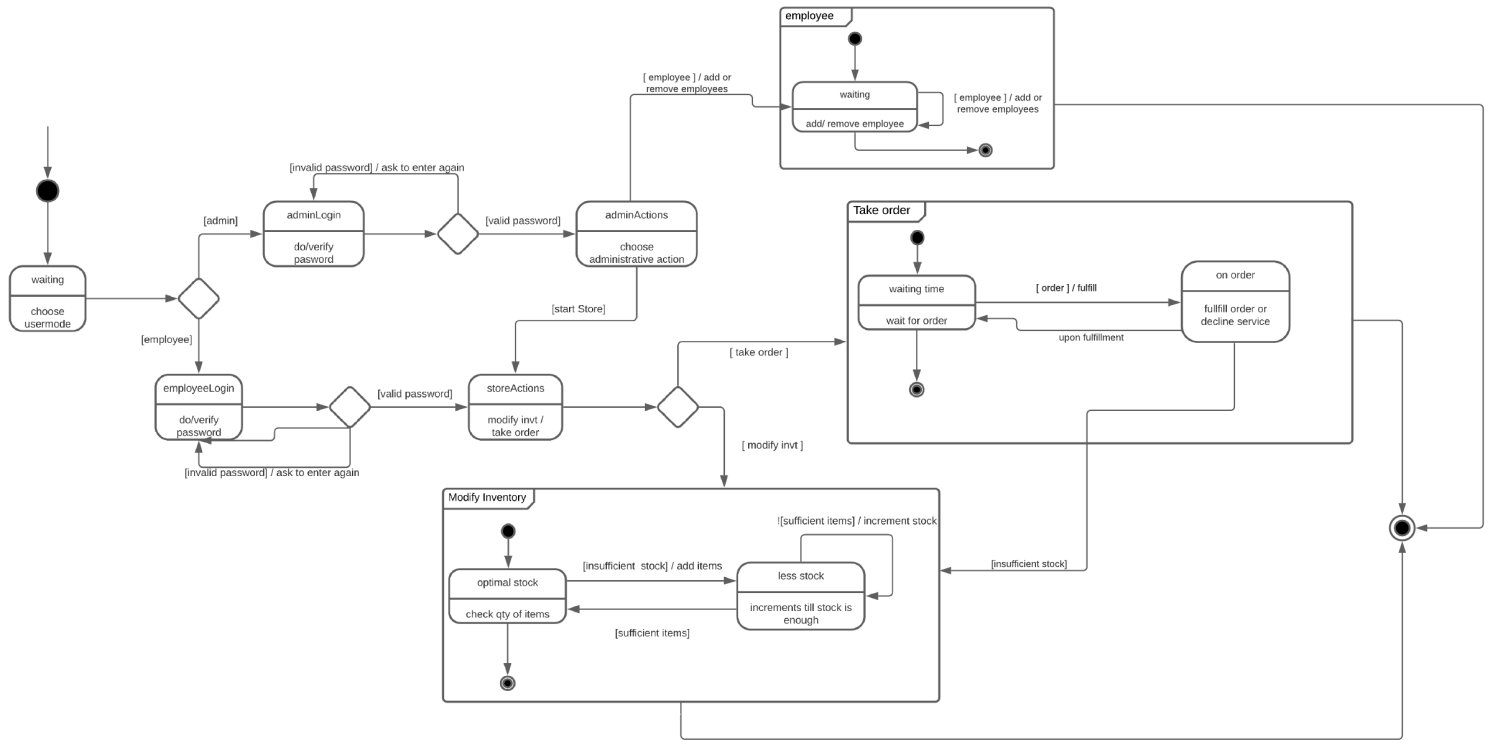 employee
waiting
add/ remove employee
[ employee ] / add or
remove employees
[ employee ] / add or
remove employees
[invalid password] / ask to enter again
[admin]
adminLogin
do/verify
pasword
[valid password]
adminActions
choose
administrative action
waiting
choose
usermode
[employee]
[start Store]
employeeLogin
do/verify
password
[invalid password] / ask to enter again
[valid password]
storeActions
modify invt /
take order
[ take order ]
[ modify invt ]
Take order
waiting time
wait for order
[ order ] / fulfill
upon fulfillment
on order
fullfill order or
decline service
[insufficient stock]
Modify Inventory
optimal stock
check qty of items
[insufficient  stock] / add items
[sufficient items]
![sufficient items] / increment stock
less stock
increments till stock is
enough